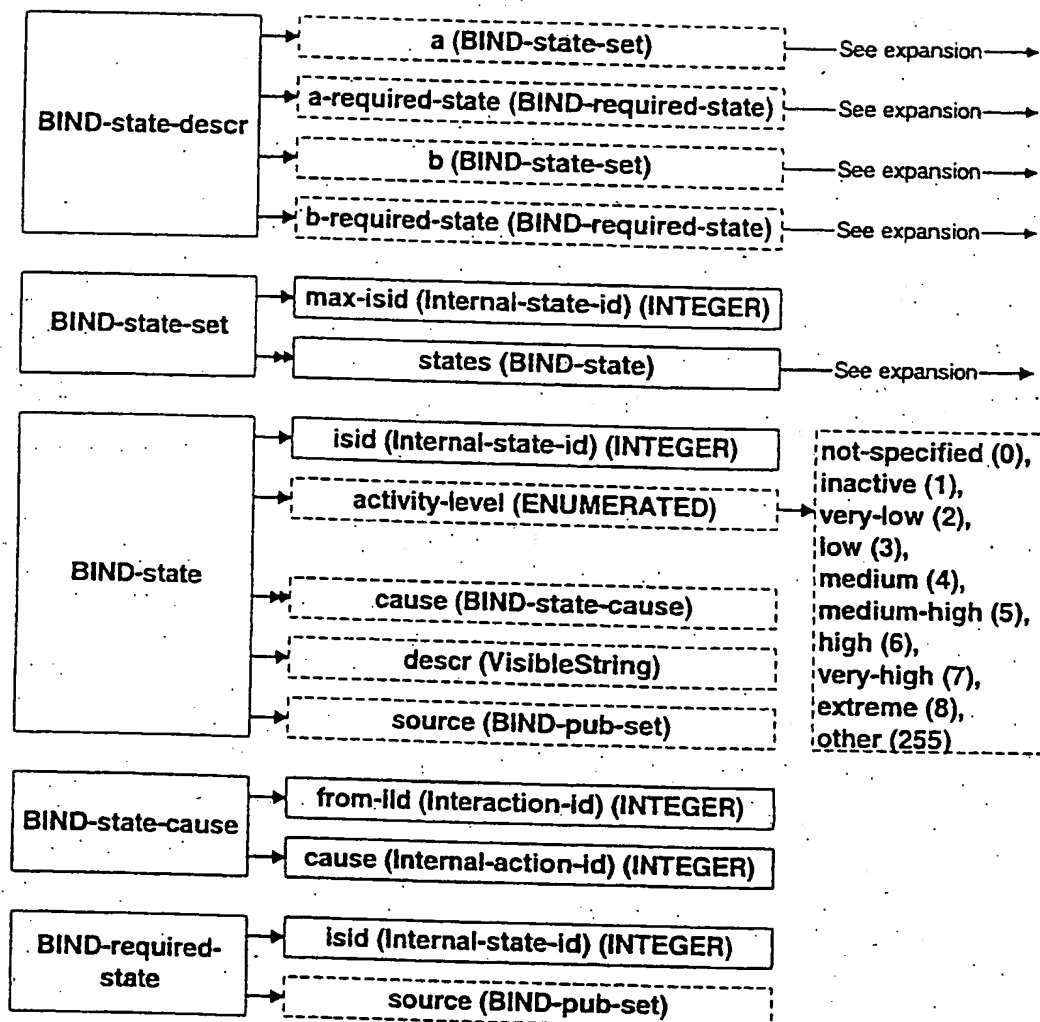 BIND-state-descr
a (BIND-state-set)
See expansion
a-required-state (BIND-required-state)
See expansion
b (BIND-state-set)
See expansion
b-required-state (BIND-required-state)
See expansion
BIND-state-set
max-isid (Internal-state-id) (INTEGER)
states (BIND-state)
See expansion
BIND-state
isid (Internal-state-id) (INTEGER)
activity-level (ENUMERATED)
cause (BIND-state-cause)
descr (VisibleString)
source (BIND-pub-set)
not-specified (0),
inactive (1),
very-low (2),
low (3),
medium (4),
medium-high (5),
high (6),
very-high (7),
extreme (8),
other (255)
BIND-state-cause
from-iid (Interaction-id) (INTEGER)
cause (Internal-action-id) (INTEGER)
BIND-required-
state
isid (Internal-state-id) (INTEGER)
source (BIND-pub-set)